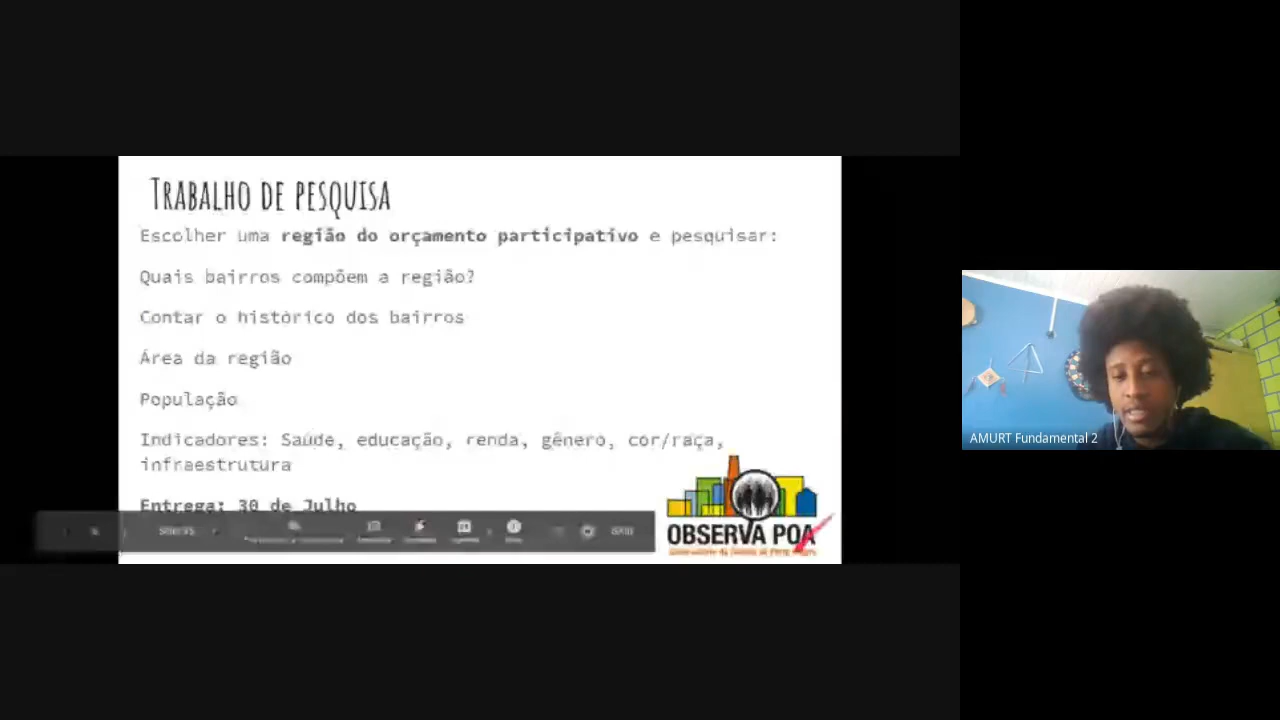 TRABALHO DE PESQUISA
Escolher uma região do orçamento participativo e pesquisar:
Quais bairros compõem a região?
Contar o histórico dos bairros
Área da região
População
Indicadores: Saúde, educação, renda, gênero, cor/raça,
infraestrutura
Entrega: 30 de Julho
OBSERVA POA
AMURT Fundamental 2